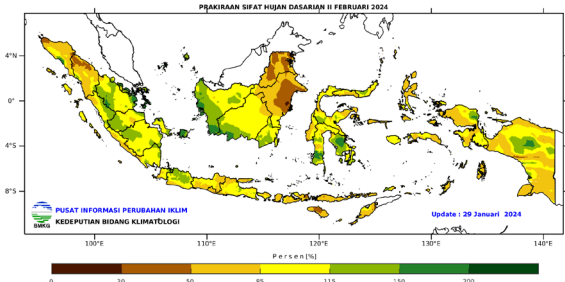 PRAKIRAAN SIFAT HUJAN DASARIAN II FEBRUARI 2024
4°N
0°
4°S
8°S
PUSAT INFORMASI PERUBAHAN IKLIM
KEDEPUTIAN BIDANG KLIMATOLOGI
BMKG
Update : 29 Januari 2024
100°E 110°E 120°E 130°E 140°E
Persen [%]
0 30 50 85 115 150 200